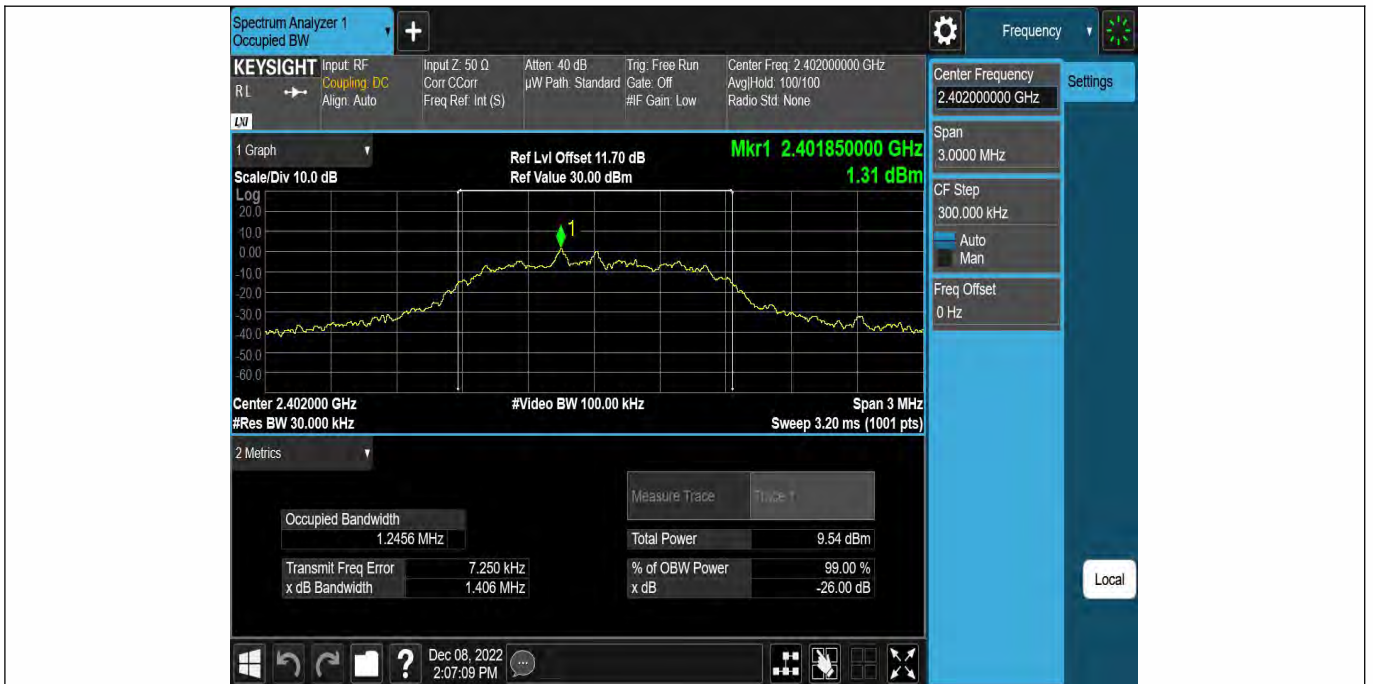 Spectrum Analyzer 1
Occupied BW
+
Frequency
KEYSIGHT
RL
LXI
Input: RF
Coupling: DC
Align: Auto
Input Z: 50 Ω
Corr CCorr
Freq Ref: Int (S)
Atten: 40 dB
µW Path: Standard
Trig: Free Run
Gate: Off
#IF Gain: Low
Center Freq: 2.402000000 GHz
Avg|Hold: 100/100
Radio Std: None
Center Frequency
2.402000000 GHz
Settings
Span
3.0000 MHz
CF Step
300.000 kHz
Auto
Man
Freq Offset
0 Hz
Local
1 Graph
Scale/Div 10.0 dB
Ref Lvl Offset 11.70 dB
Ref Value 30.00 dBm
Mkr1 2.401850000 GHz
1.31 dBm
Log
20.0
10.0
0.00
-10.0
-20.0
-30.0
-40.0
-50.0
-60.0
1
Center 2.402000 GHz
#Video BW 100.00 kHz
Span 3 MHz
#Res BW 30.000 kHz
Sweep 3.20 ms (1001 pts)
2 Metrics
Measure Trace
Trace 1
Occupied Bandwidth
1.2456 MHz
Total Power
9.54 dBm
Transmit Freq Error
7.250 kHz
% of OBW Power
99.00 %
x dB Bandwidth
1.406 MHz
x dB
-26.00 dB
?
Dec 08, 2022
2:07:09 PM